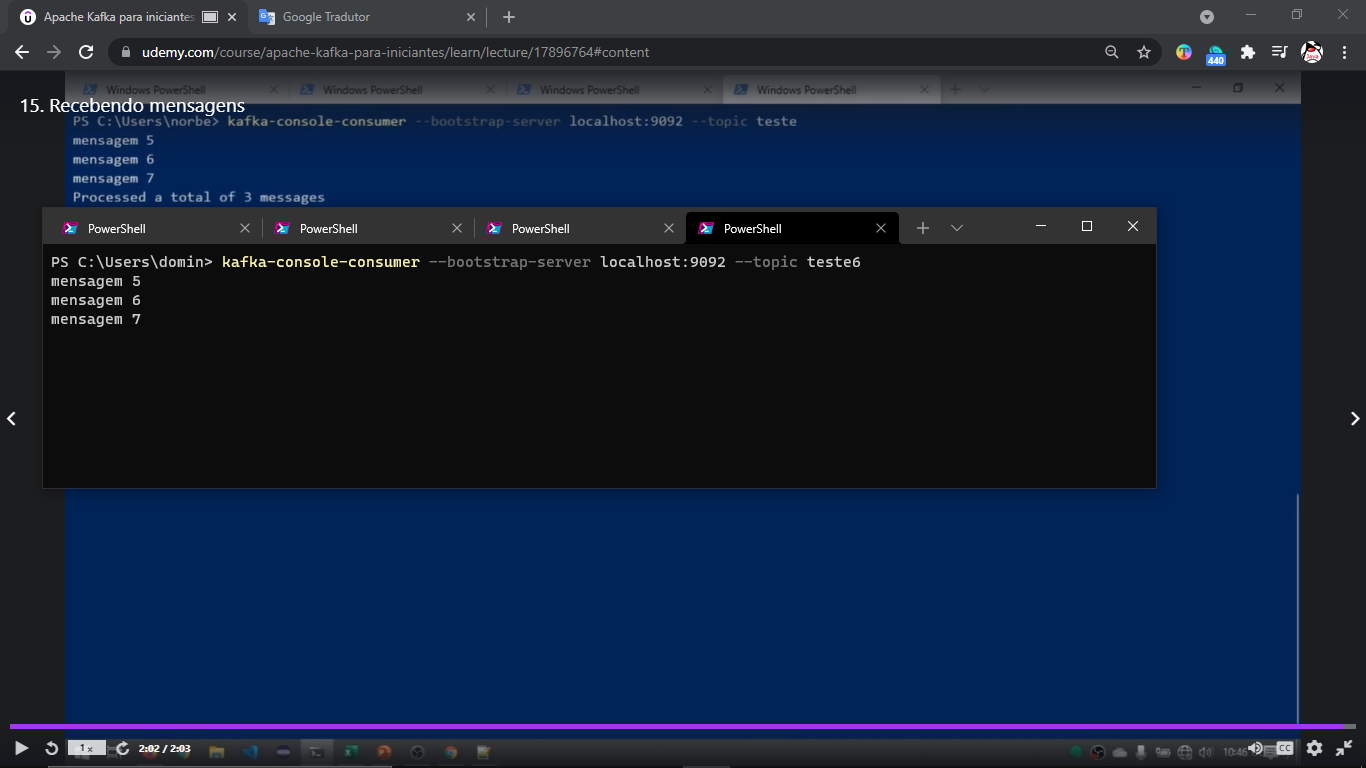 Apache Kafka para iniciantes
Google Tradutor
udemy.com/course/apache-kafka-para-iniciantes/learn/lecture/17896764#content
440
Windows PowerShell
Windows PowerShell
Windows PowerShell
Windows PowerShell
15. Recebendo mensagens
PS C:\Users\norbe> kafka-console-consumer --bootstrap-server localhost:9092 --topic teste
mensagem 5
mensagem 6
mensagem 7
Processed a total of 3 messages
PowerShell
PowerShell
PowerShell
PowerShell
PS C:\Users\domin> kafka-console-consumer --bootstrap-server localhost:9092 --topic teste6
mensagem 5
mensagem 6
mensagem 7
1x
2:02 / 2:03
10:46
CC